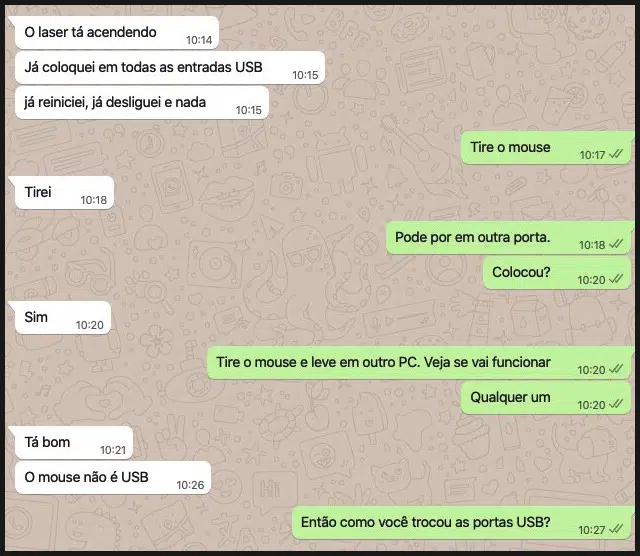 O laser tá acendendo
10:14
Já coloquei em todas as entradas USB
10:15
já reiniciei, já desliguei e nada
10:15
Tire o mouse
10:17
Tirei
10:18
Pode por em outra porta.
10:18
Colocou?
10:20
Sim
10:20
Tire o mouse e leve em outro PC. Veja se vai funcionar
10:20
Qualquer um
10:20
Tá bom
10:21
O mouse não é USB
10:26
Então como você trocou as portas USB?
10:27